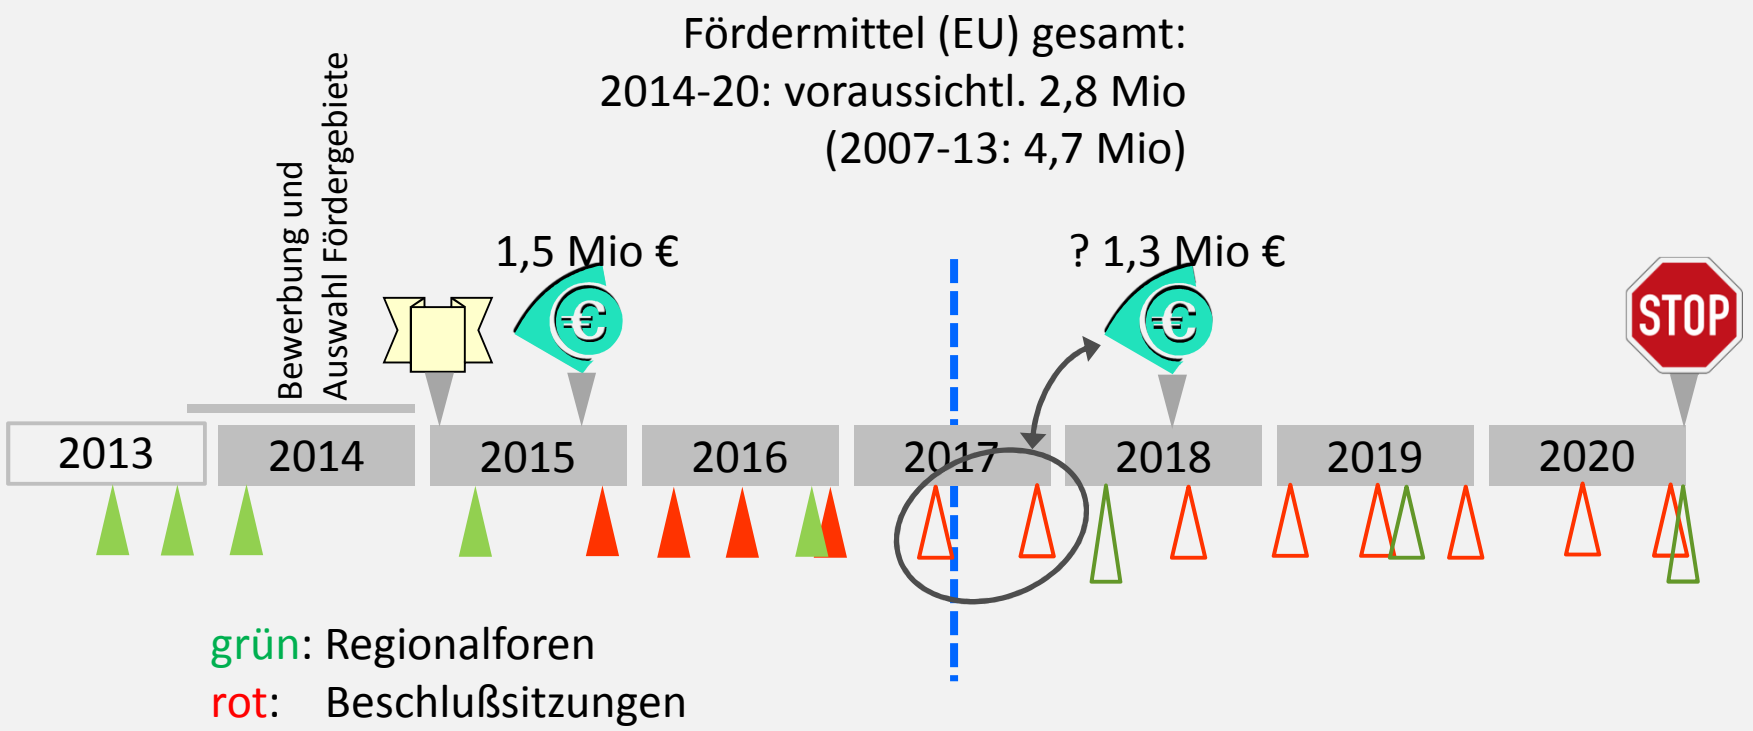 Fördermittel (EU) gesamt:
2014-20: voraussichtl. 2,8 Mio
(2007-13: 4,7 Mio)
Bewerbung und
Auswahl Fördergebiete
1,5 Mio €
? 1,3 Mio €
€
€
STOP
2013
2014
2015
2016
2017
2018
2019
2020
grün: Regionalforen
rot: Beschlußsitzungen